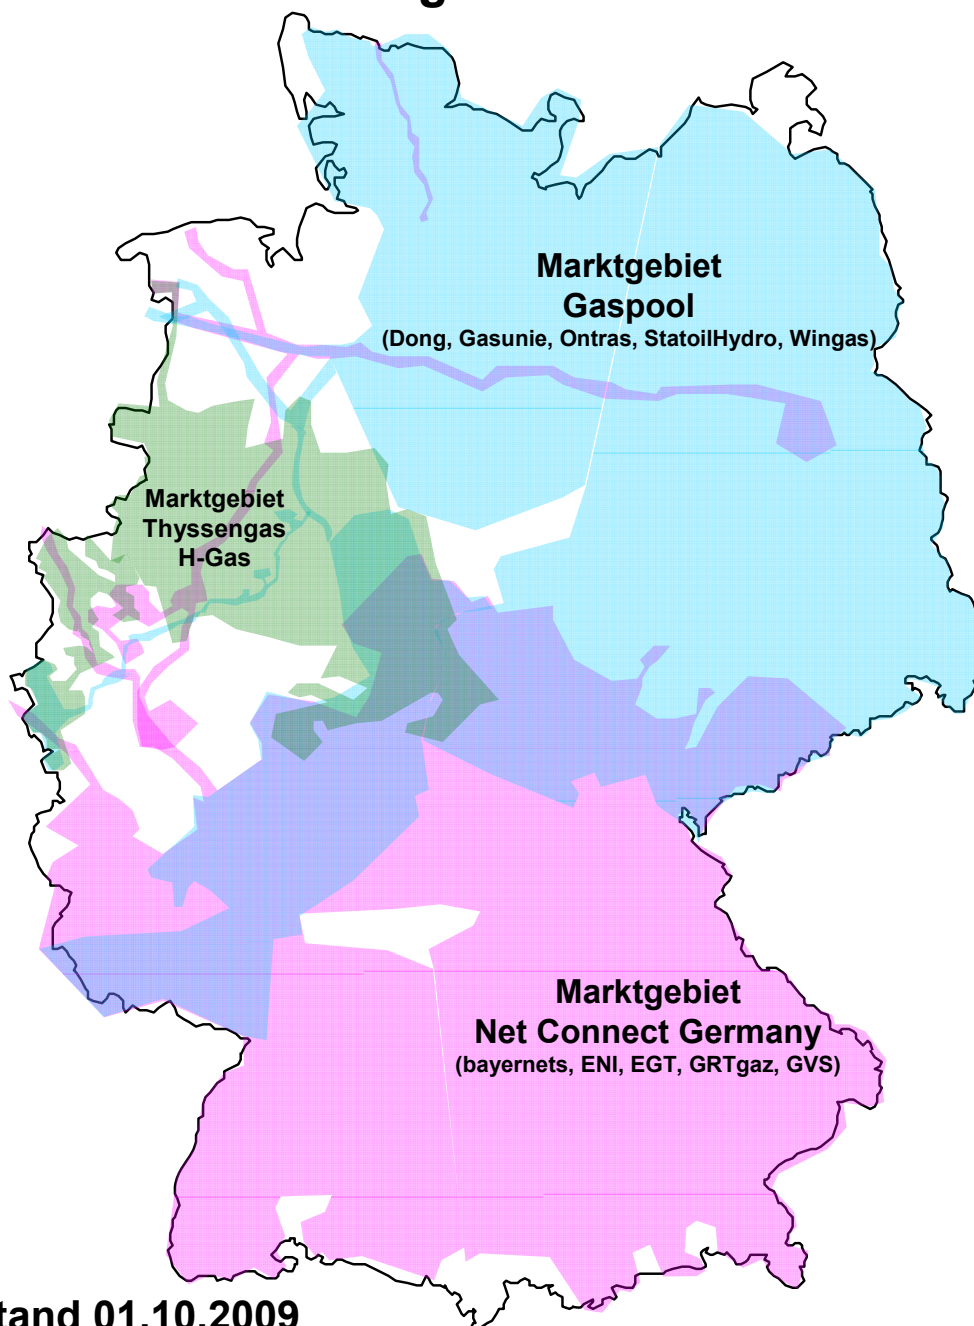 Marktgebiet
Gaspool
(Dong, Gasunie, Ontras, StatoilHydro, Wingas)
Marktgebiet
Thyssengas
H-Gas
Marktgebiet
Net Connect Germany
(bayernets, ENI, EGT, GRTgaz, GVS)
tand 01.10.2009